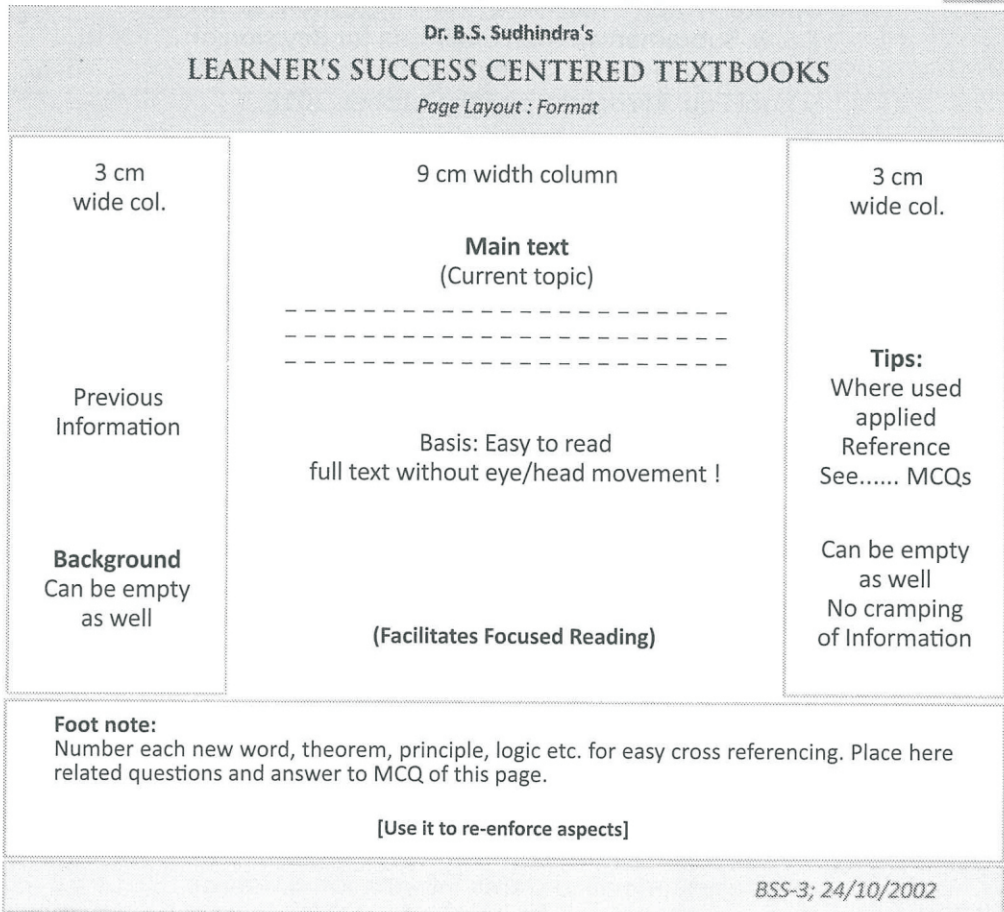 Dr. B.S. Sudhindra's
LEARNER'S SUCCESS CENTERED TEXTBOOKS
Page Layout : Format
3 cm
wide col.
Previous
Information
Background
Can be empty
as well
9 cm width column
Main text
(Current topic)
Basis: Easy to read
full text without eye/head movement !
(Facilitates Focused Reading)
3 cm
wide col.
Tips:
Where used
applied
Reference
See...... MCQs
Can be empty
as well
No cramping
of Information
Foot note:
Number each new word, theorem, principle, logic etc. for easy cross referencing. Place here
related questions and answer to MCQ of this page.
[Use it to re-enforce aspects]
BSS-3; 24/10/2002